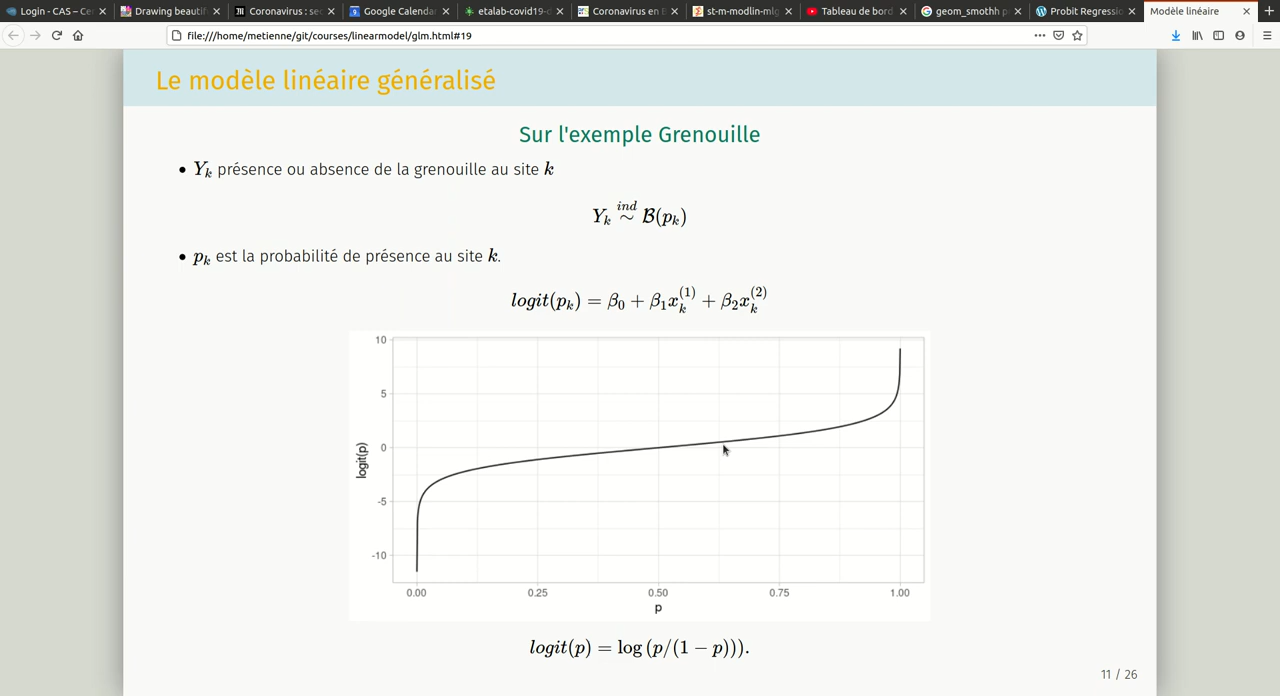 Login - CAS – Ce
Drawing beautif
Coronavirus : se
Google Calendar
etalab-covid19-d
Coronavirus en
st-m-modlin-mlg
Tableau de bord
geom_smothh p
Probit Regressi
Modèle linéaire
file:///home/metienne/git/courses/linearmodel/glm.html#19
Le modèle linéaire généralisé
Sur l'exemple Grenouille
• Yₖ présence ou absence de la grenouille au site k
Yₖ ∼ⁱⁿᵈ ℬ(pₖ)
• pₖ est la probabilité de présence au site k.
logit(pₖ) = β₀ + β₁xₖ⁽¹⁾ + β₂xₖ⁽²⁾
10
5
0
-5
-10
logit(p)
0.00 0.25 0.50 0.75 1.00
p
logit(p) = log (p/(1 − p))).
11 / 26